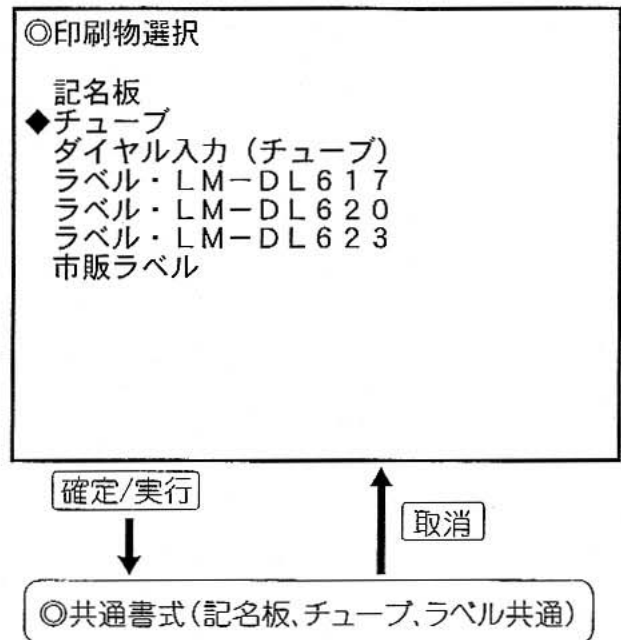 ◎印刷物選択
記名板
◆チューブ
ダイヤル入力（チューブ）
ラベル・ＬＭ－ＤＬ６１７
ラベル・ＬＭ－ＤＬ６２０
ラベル・ＬＭ－ＤＬ６２３
市販ラベル
確定/実行
取消
◎共通書式(記名板、チューブ、ラベル共通)